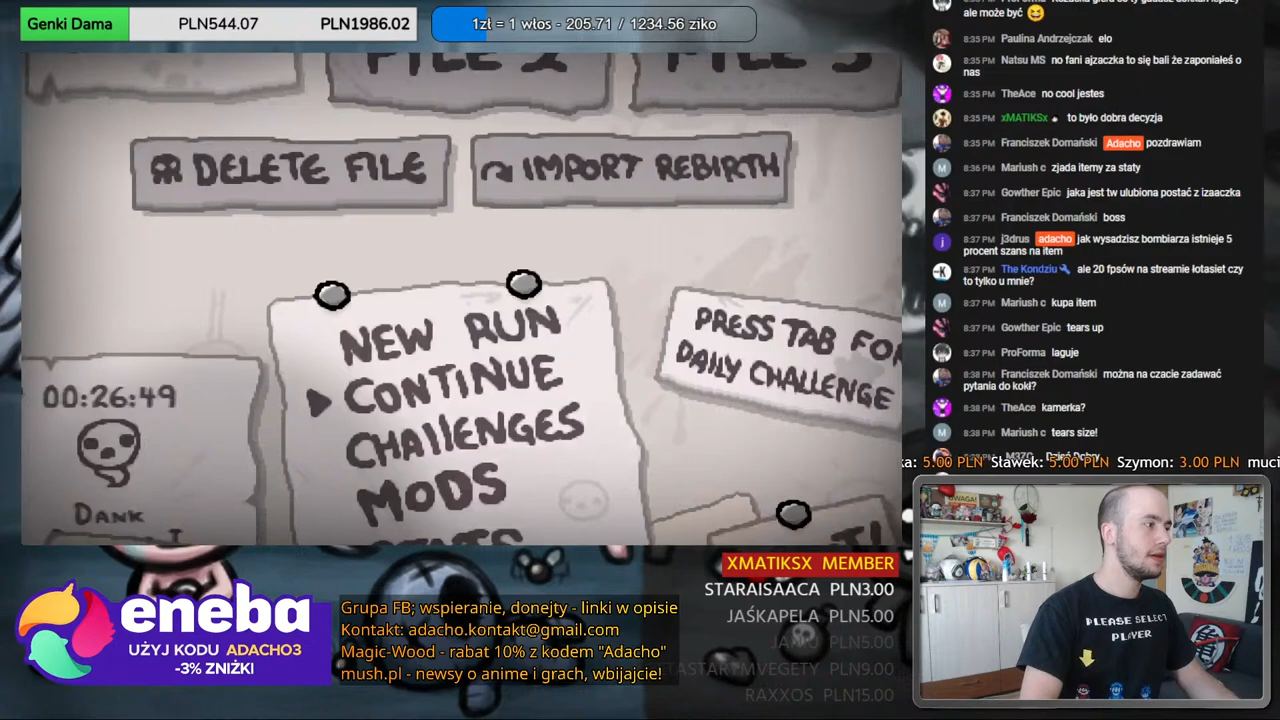 Genki Dama
PLN544.07
PLN1986.02
1zł = 1 włos - 205.71 / 1234.56 ziko
FILE 2
FILE 3
DELETE FILE
IMPORT REBIRTH
NEW RUN
CONTINUE
CHALLENGES
MODS
PRESS TAB FOR
DAILY CHALLENGE
00:26:49
DANK
ale może być
8:35 PM Paulina Andrzejczak elo
8:35 PM Natsu MS no fani ajzaczka to się bali że zaponiałeś o
nas
8:35 PM TheAce no cool jestes
8:35 PM xMATIKSx to było dobra decyzja
8:35 PM Franciszek Domański Adacho pozdrawiam
8:36 PM Mariush c zjada itemy za staty
8:37 PM Gowther Epic jaka jest tw ulubiona postać z izaaczka
8:37 PM Franciszek Domański boss
8:37 PM j3drus adacho jak wysadzisz bombiarza istnieje 5
procent szans na item
8:37 PM The Kondziu ale 20 fpsów na streamie łotasiet czy
to tylko u mnie?
8:37 PM Mariush c kupa item
8:37 PM Gowther Epic tears up
8:37 PM ProForma laguje
8:38 PM Franciszek Domański można na czacie zadawać
pytania do koki?
8:38 PM TheAce kamerka?
8:38 PM Mariush c tears size!
ka: 5.00 PLN Sławek: 5.00 PLN Szymon: 3.00 PLN muci
UWAGA!
PLEASE SELECT
PLAYER
XMATIKSX MEMBER
STARAISAACA PLN3.00
JAŚKAPELA PLN5.00
PLN5.00
TASTARTMVEGETY PLN9.00
RAXXOS PLN15.00
eneba
UŻYJ KODU ADACHO3
-3% ZNIŻKI
Grupa FB; wspieranie, donejty - linki w opisie
Kontakt: adacho.kontakt@gmail.com
Magic-Wood - rabat 10% z kodem "Adacho"
mush.pl - newsy o anime i grach, wbijajcie!